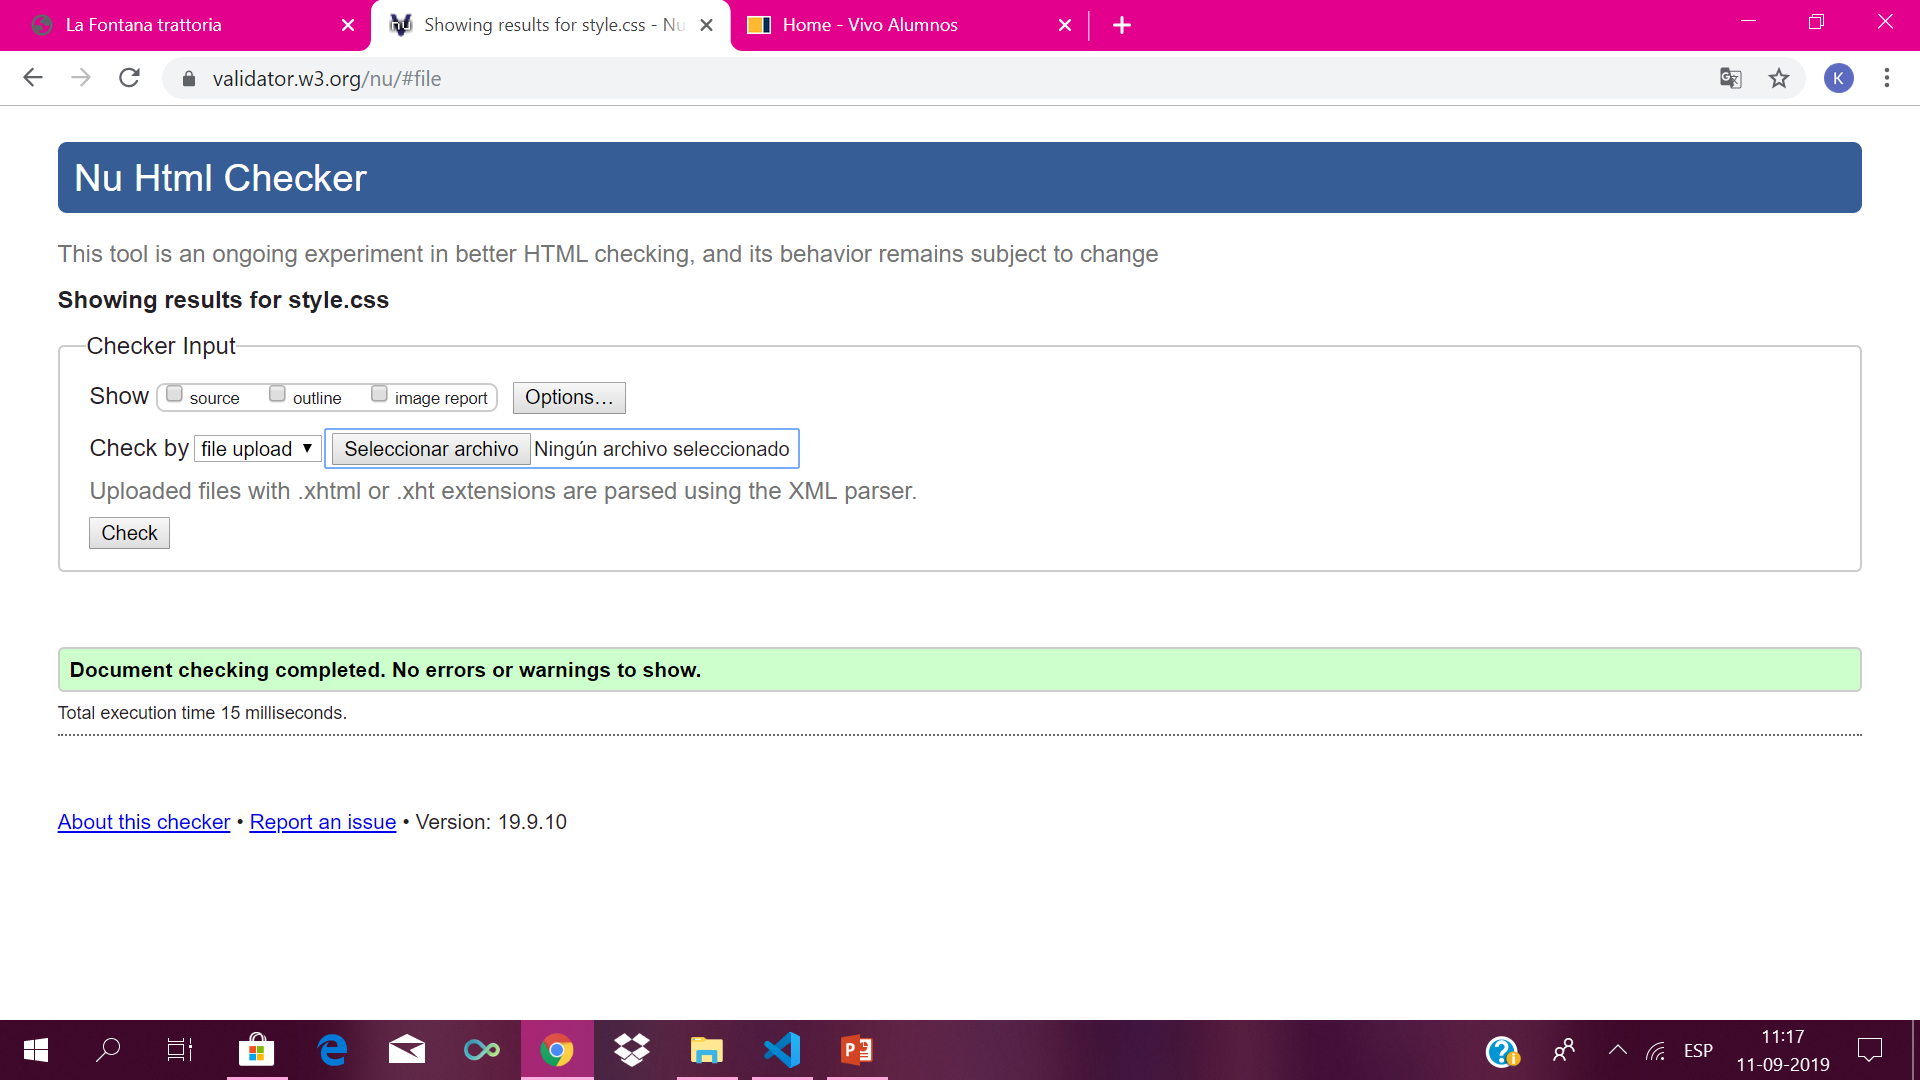 La Fontana trattoria
Showing results for style.css - Nu
Home - Vivo Alumnos
validator.w3.org/nu/#file
K
Nu Html Checker
This tool is an ongoing experiment in better HTML checking, and its behavior remains subject to change
Showing results for style.css
Checker Input
Show source outline image report Options…
Check by file upload Seleccionar archivo Ningún archivo seleccionado
Uploaded files with .xhtml or .xht extensions are parsed using the XML parser.
Check
Document checking completed. No errors or warnings to show.
Total execution time 15 milliseconds.
About this checker • Report an issue • Version: 19.9.10
ESP
11:17
11-09-2019